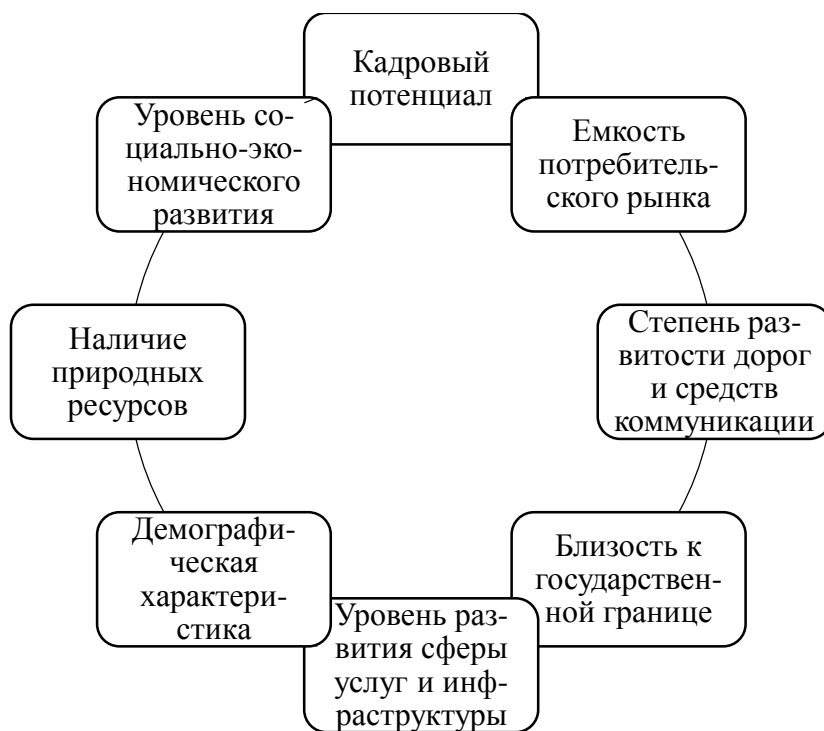 Кадровый
потенциал
Емкость
потребитель-
ского рынка
Степень раз-
витости дорог
и средств
коммуникации
Близость к
государствен-
ной границе
Уровень раз-
вития сферы
услуг и инф-
раструктуры
Демографи-
ческая
характери-
стика
Наличие
природных
ресурсов
Уровень со-
циально-эко-
номического
развития